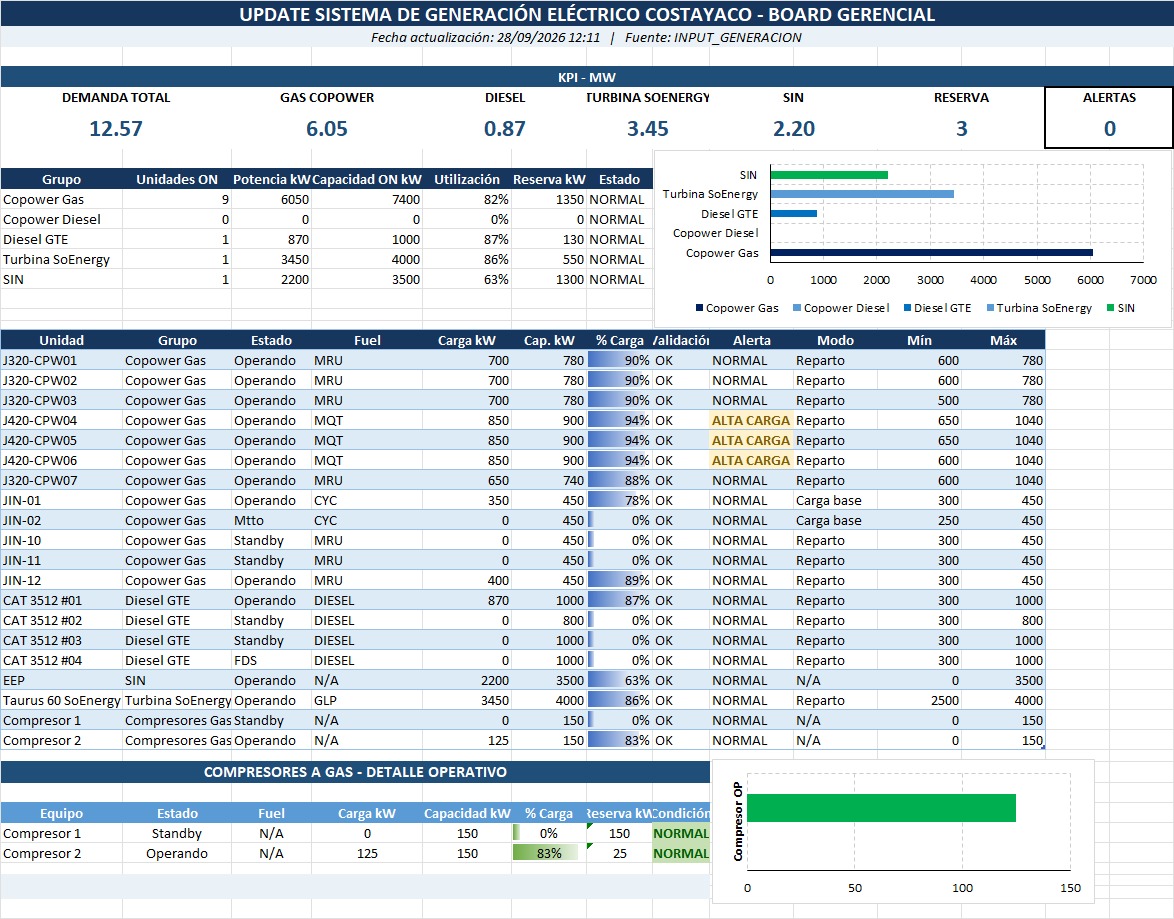 UPDATE SISTEMA DE GENERACIÓN ELÉCTRICO COSTAYACO - BOARD GERENCIAL
Fecha actualización: 28/09/2026 12:11 | Fuente: INPUT_GENERACION
KPI - MW
DEMANDA TOTAL GAS COPOWER DIESEL TURBINA SOENERGY SIN RESERVA ALERTAS
12.57 6.05 0.87 3.45 2.20 3 0
Grupo Unidades ON Potencia kW Capacidad ON kW Utilización Reserva kW Estado
Copower Gas 9 6050 7400 82% 1350 NORMAL
Copower Diesel 0 0 0 0% 0 NORMAL
Diesel GTE 1 870 1000 87% 130 NORMAL
Turbina SoEnergy 1 3450 4000 86% 550 NORMAL
SIN 1 2200 3500 63% 1300 NORMAL
SIN
Turbina SoEnergy
Diesel GTE
Copower Diesel
Copower Gas
0 1000 2000 3000 4000 5000 6000 7000
Copower Gas Copower Diesel Diesel GTE Turbina SoEnergy SIN
Unidad Grupo Estado Fuel Carga kW Cap. kW % Carga Validación Alerta Modo Mín Máx
J320-CPW01 Copower Gas Operando MRU 700 780 90% OK NORMAL Reparto 600 780
J320-CPW02 Copower Gas Operando MRU 700 780 90% OK NORMAL Reparto 600 780
J320-CPW03 Copower Gas Operando MRU 700 780 90% OK NORMAL Reparto 500 780
J420-CPW04 Copower Gas Operando MQT 850 900 94% OK ALTA CARGA Reparto 650 1040
J420-CPW05 Copower Gas Operando MQT 850 900 94% OK ALTA CARGA Reparto 650 1040
J420-CPW06 Copower Gas Operando MQT 850 900 94% OK ALTA CARGA Reparto 650 1040
J320-CPW07 Copower Gas Operando MRU 650 740 88% OK NORMAL Reparto 600 1040
JIN-01 Copower Gas Operando CYC 350 450 78% OK NORMAL Carga base 300 450
JIN-02 Copower Gas Mtto CYC 0 450 0% OK NORMAL Carga base 250 450
JIN-10 Copower Gas Standby MRU 0 450 0% OK NORMAL Reparto 300 450
JIN-11 Copower Gas Standby MRU 0 450 0% OK NORMAL Reparto 300 450
JIN-12 Copower Gas Operando MRU 400 450 89% OK NORMAL Reparto 300 450
CAT 3512 #01 Diesel GTE Operando DIESEL 870 1000 87% OK NORMAL Reparto 300 1000
CAT 3512 #02 Diesel GTE Standby DIESEL 0 800 0% OK NORMAL Reparto 300 800
CAT 3512 #03 Diesel GTE Standby DIESEL 0 1000 0% OK NORMAL Reparto 300 1000
CAT 3512 #04 Diesel GTE FDS DIESEL 0 1000 0% OK NORMAL Reparto 300 1000
EEP SIN Operando N/A 2200 3500 63% OK NORMAL N/A 0 3500
Taurus 60 SoEnergy Turbina SoEnergy Operando GLP 3450 4000 86% OK NORMAL Reparto 2500 4000
Compresor 1 Compresores Gas Standby N/A 0 150 0% OK NORMAL N/A 0 150
Compresor 2 Compresores Gas Operando N/A 125 150 83% OK NORMAL N/A 0 150
COMPRESORES A GAS - DETALLE OPERATIVO
Equipo Estado Fuel Carga kW Capacidad kW % Carga Reserva kW Condición
Compresor 1 Standby N/A 0 150 0% 150 NORMAL
Compresor 2 Operando N/A 125 150 83% 25 NORMAL
Compresor OP
0 50 100 150